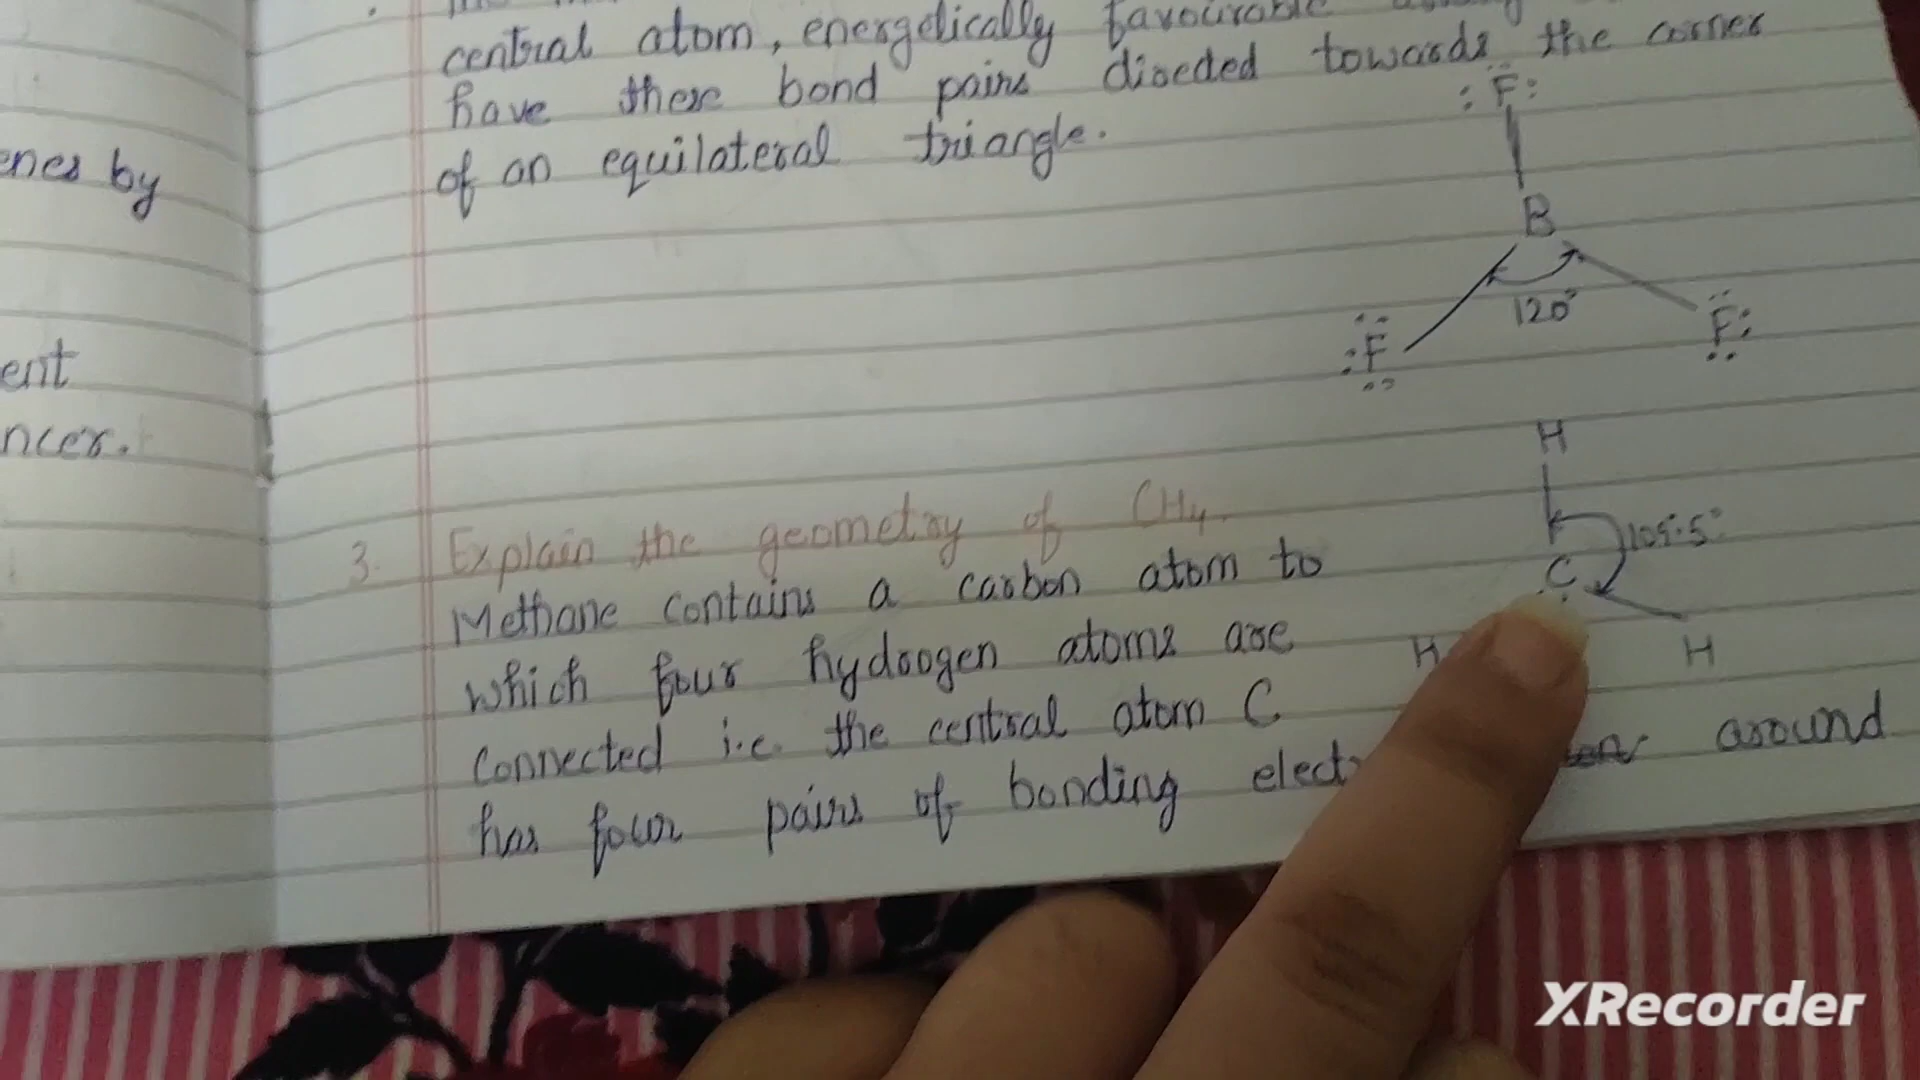 central atom, energetically favourable
have these bond pairs directed towards the corner
of an equilateral triangle.
:F:
B
120°
:F
F:
enes by
ent
ncer.
H
3. Explain the geometry of CH4.
109.5°
C
Methane contains a carbon atom to
H
H
which four hydrogen atoms are
connected i.e. the central atom C
has four pairs of bonding around
XRecorder